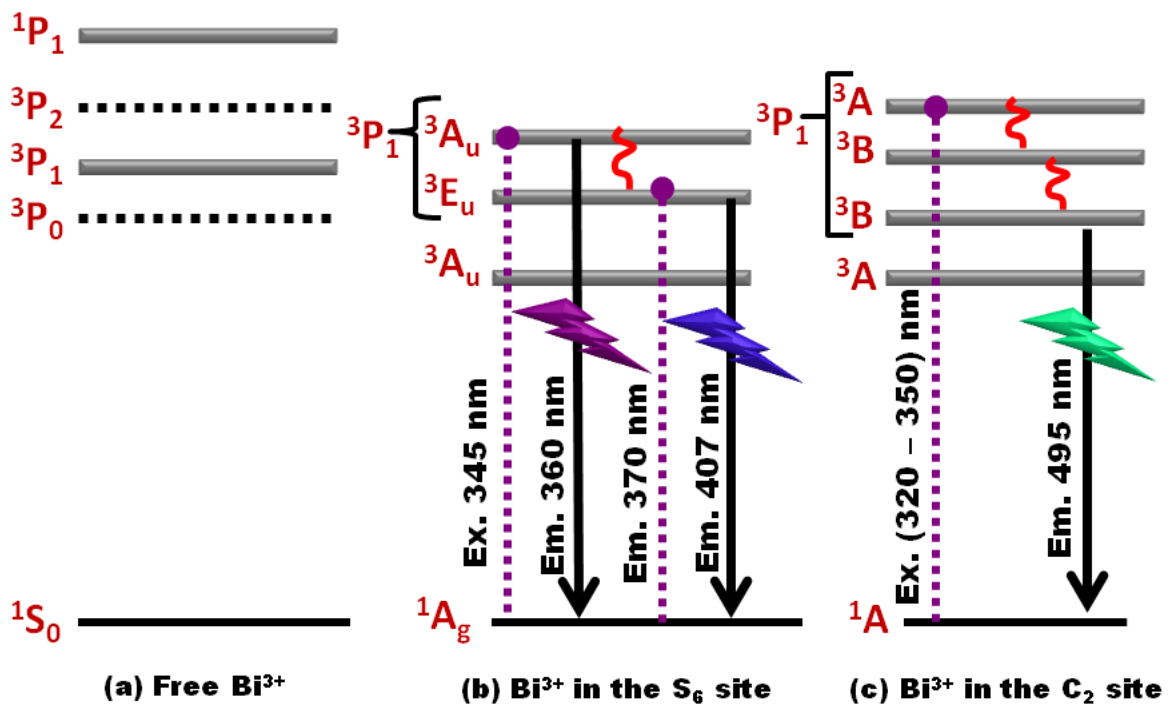 ¹P₁
³P₂
³P₁
³P₀
¹S₀
(a) Free Bi³⁺
³P₁
³Aᵤ
³Eᵤ
³Aᵤ
Ex. 345 nm
Em. 360 nm
Em. 370 nm
Em. 407 nm
¹A_g
(b) Bi³⁺ in the S₆ site
³P₁
³A
³B
³B
³A
Ex. (320 – 350) nm
Em. 495 nm
¹A
(c) Bi³⁺ in the C₂ site